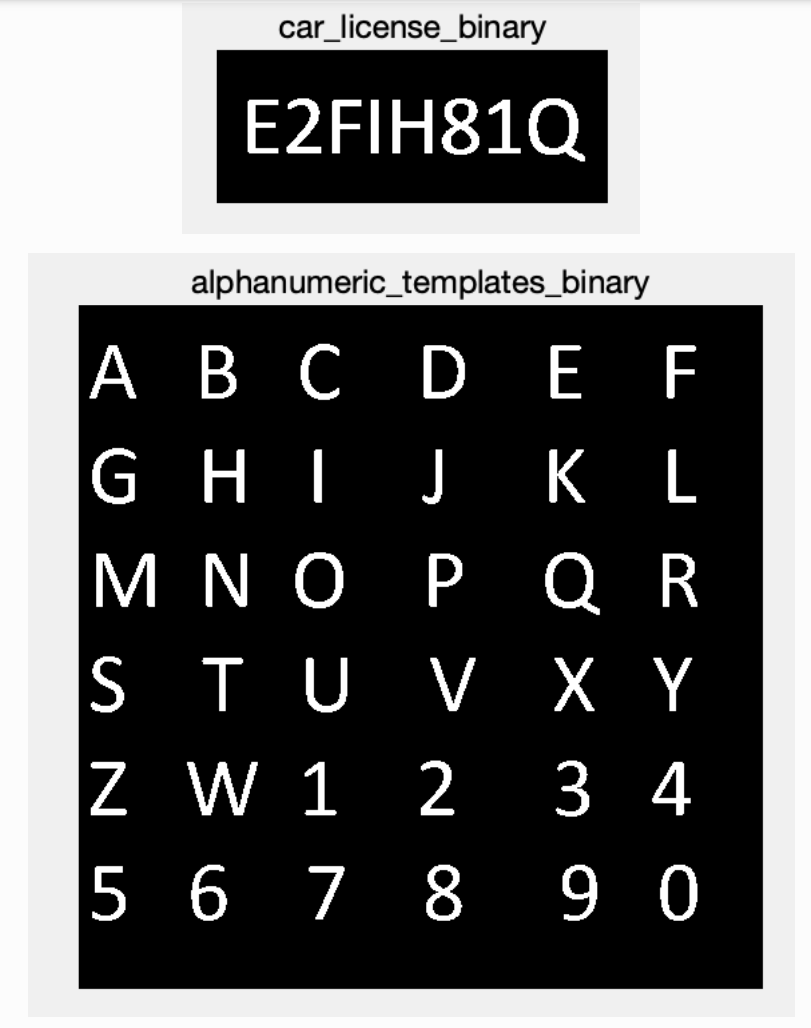 car_license_binary
E2FIH81Q
alphanumeric_templates_binary
A B C D E F
G H I J K L
M N O P Q R
S T U V X Y
Z W 1 2 3 4
5 6 7 8 9 0